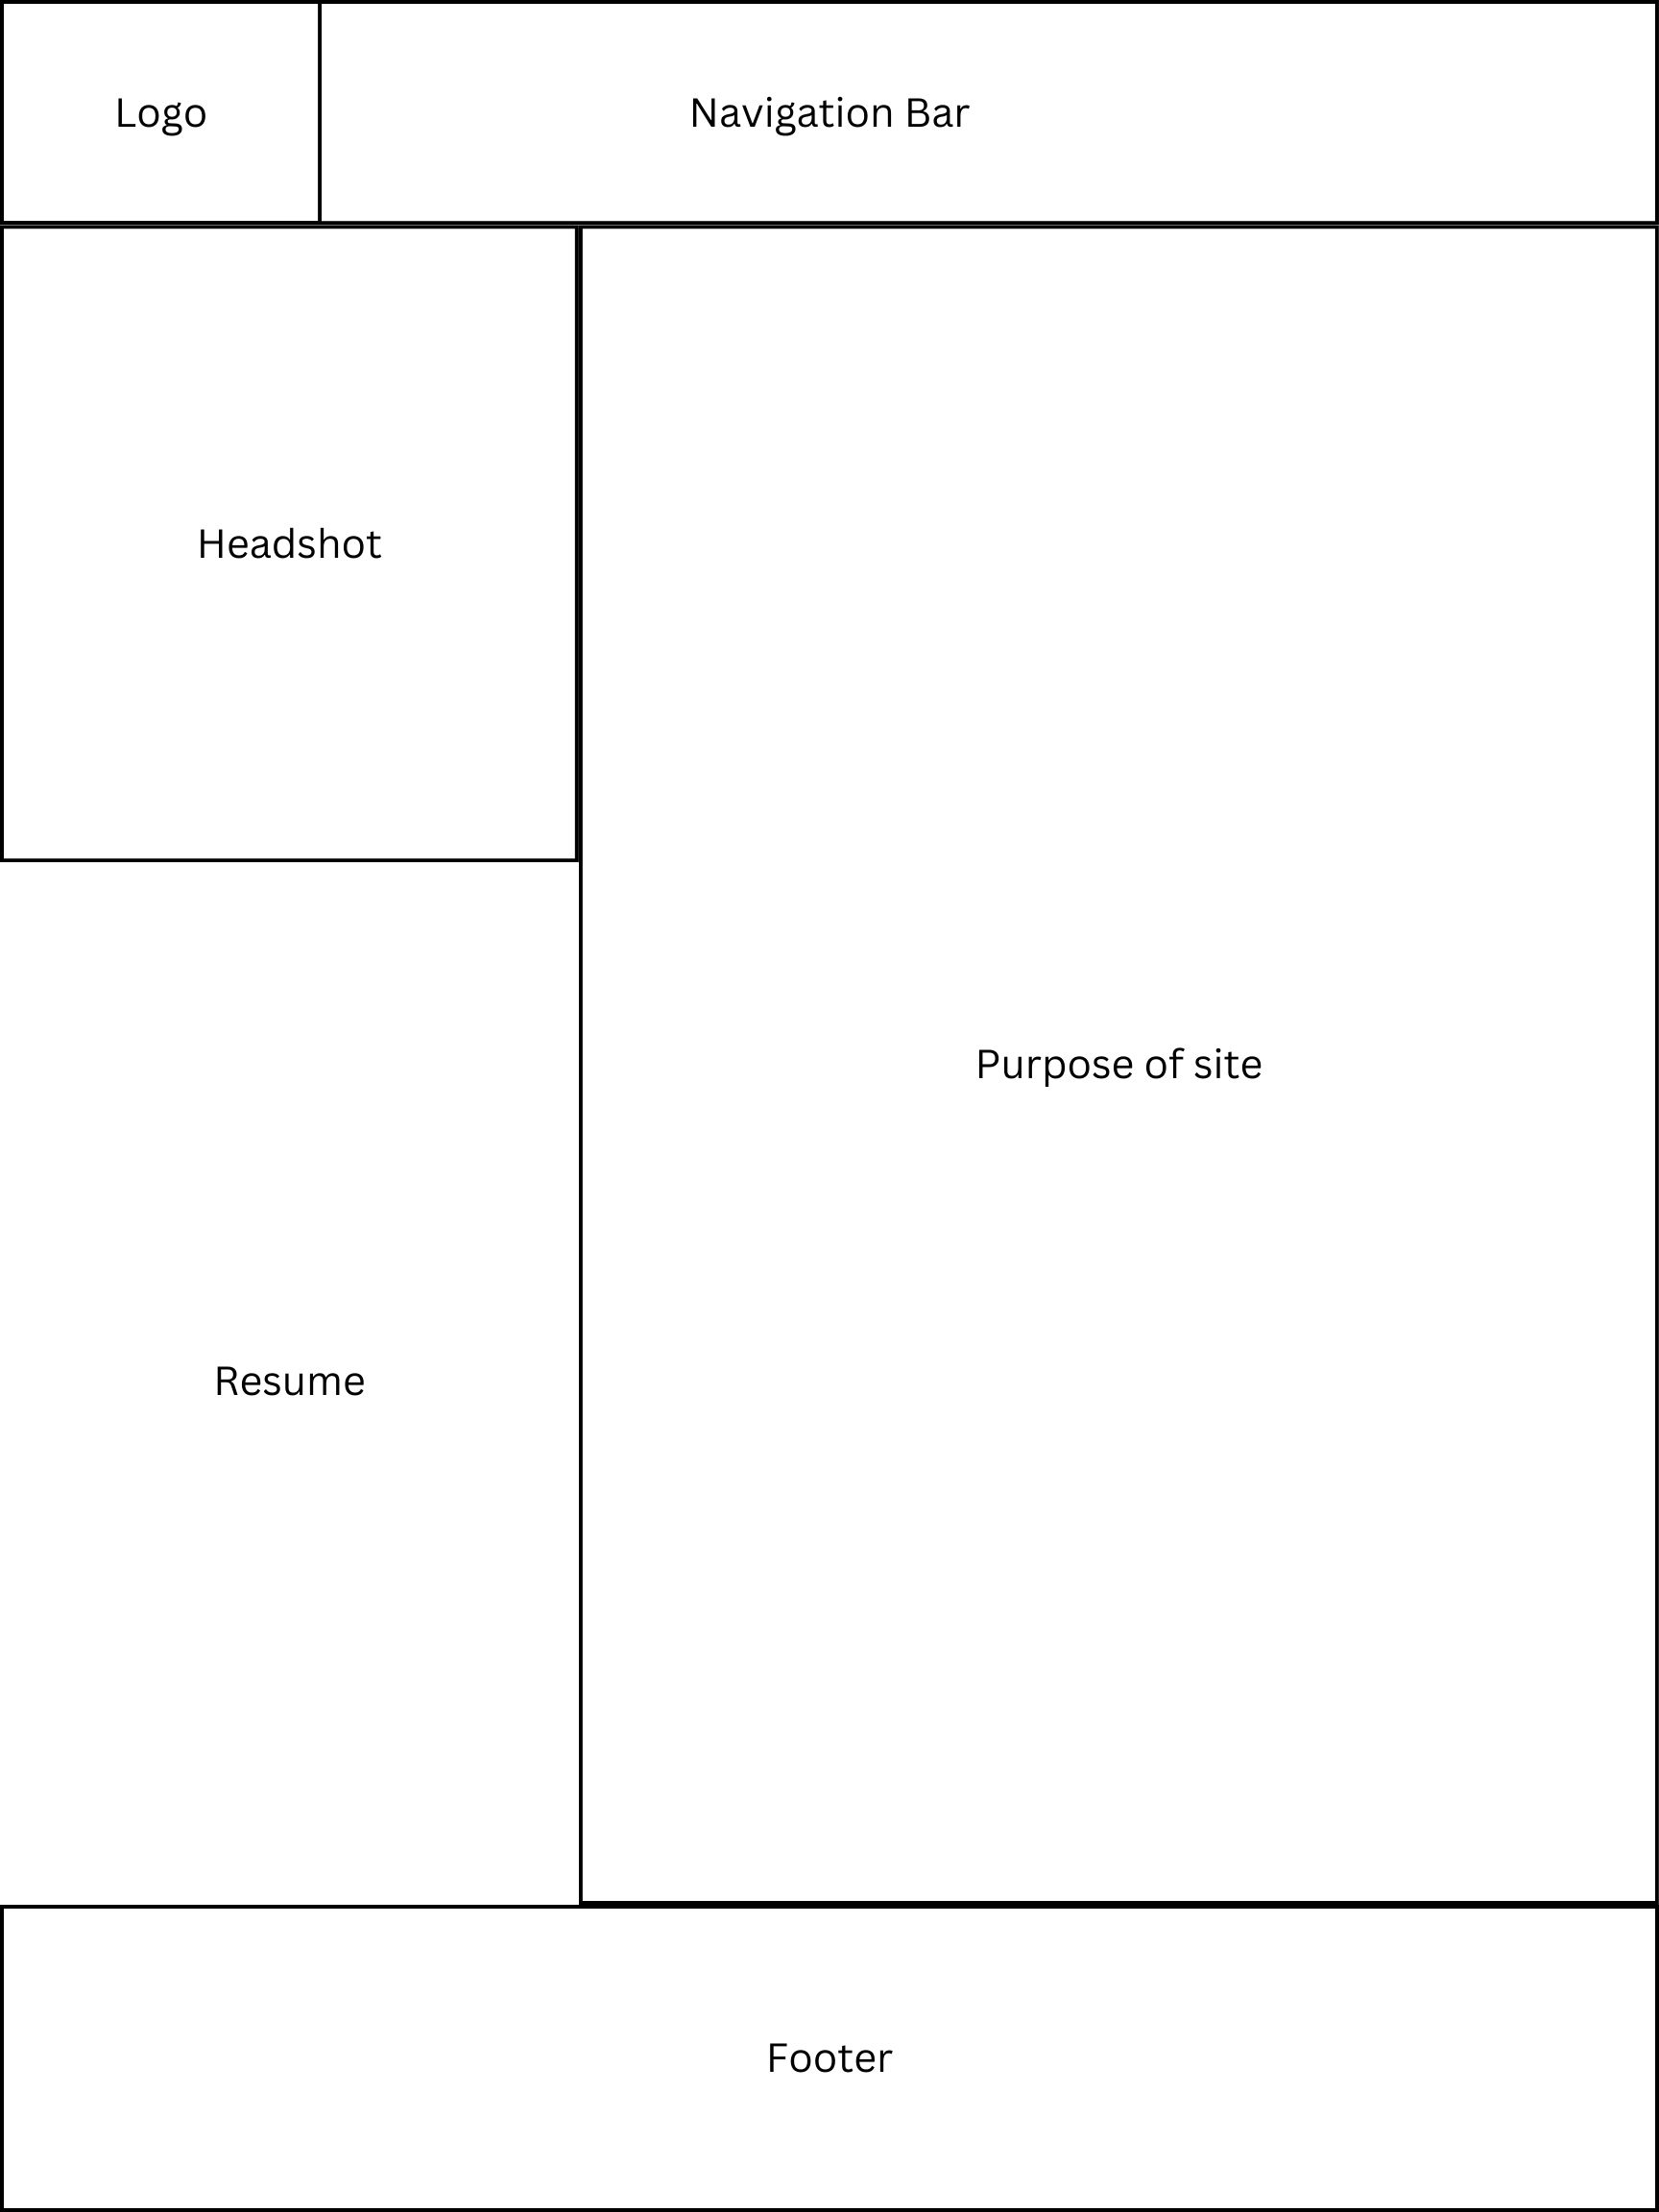 Logo
Navigation Bar
Headshot
Purpose of site
Resume
Footer